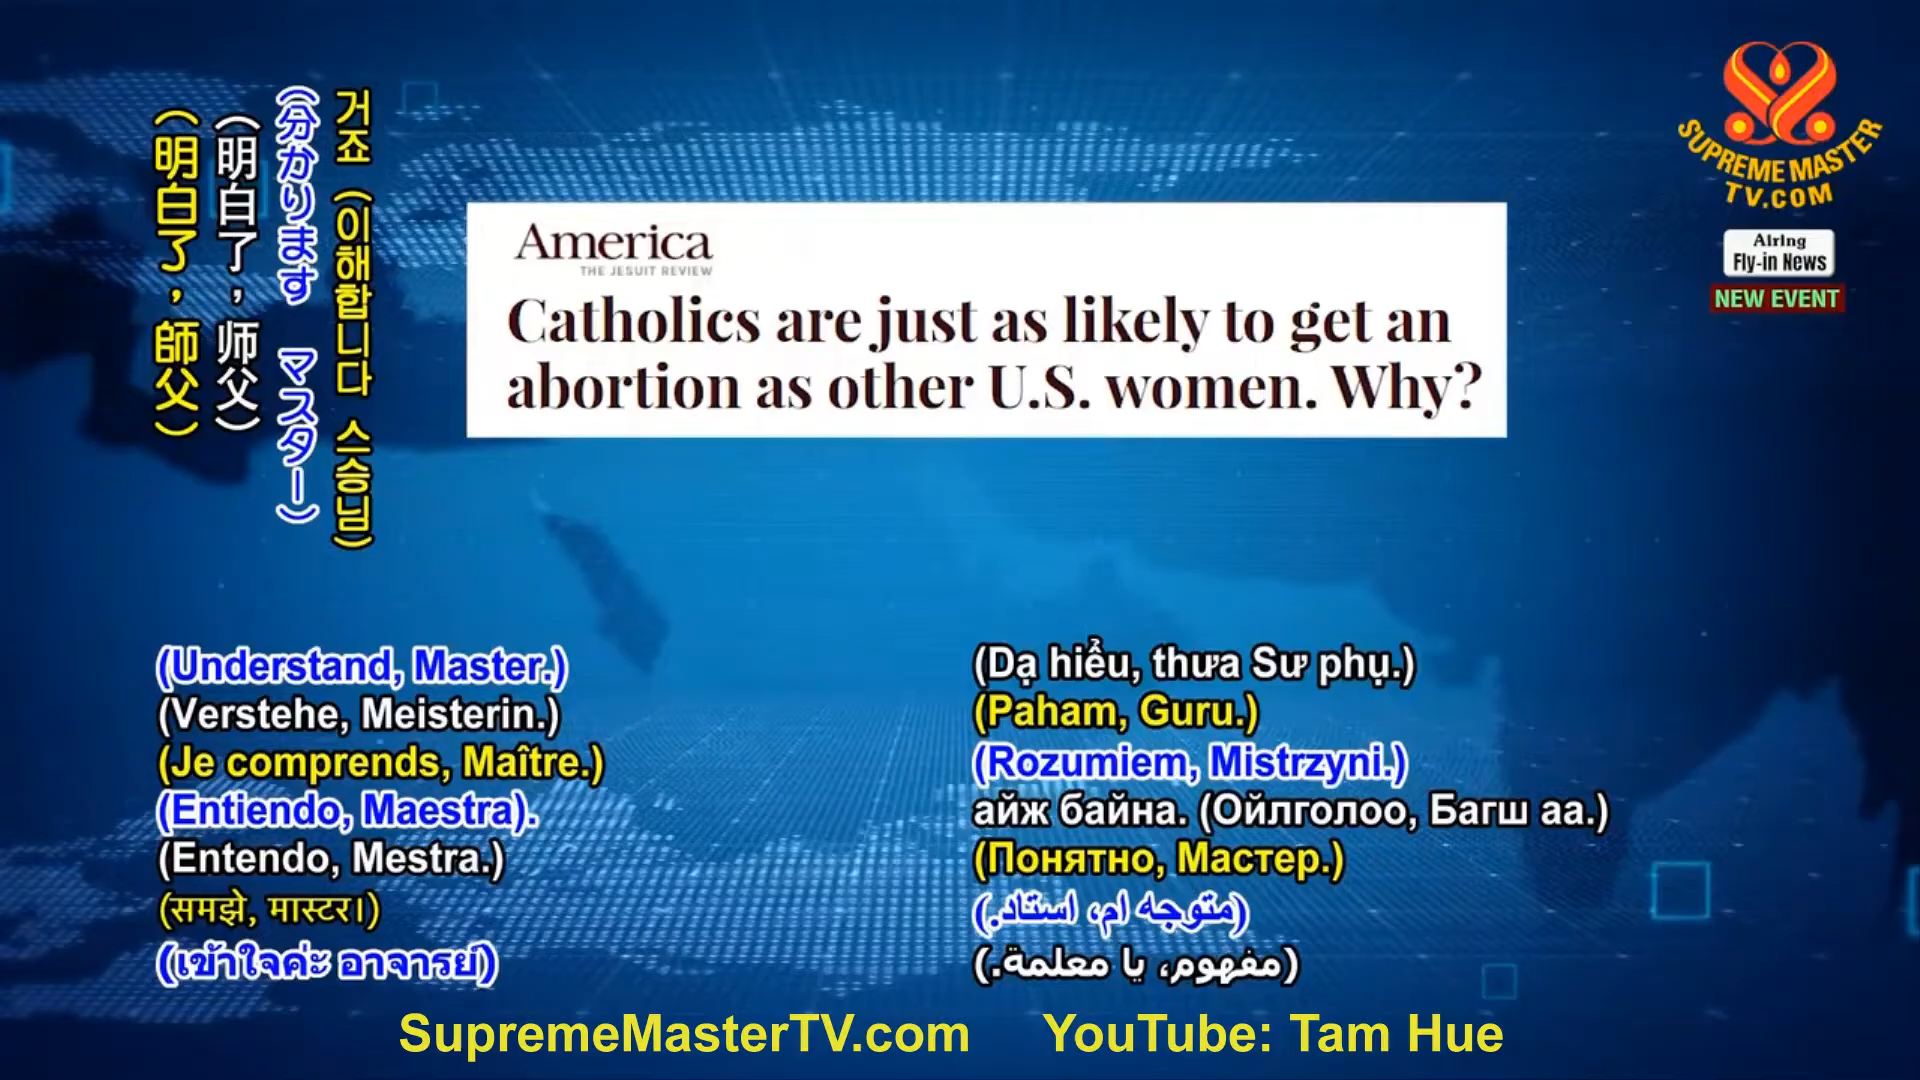 거죠 (이해합니다 스승님)
(分かります マスター)
(明白了，师父)
(明白了，師父)
SUPREME MASTER
TV.COM
Airing
Fly-in News
NEW EVENT
America
THE JESUIT REVIEW
Catholics are just as likely to get an
abortion as other U.S. women. Why?
(Understand, Master.)
(Verstehe, Meisterin.)
(Je comprends, Maître.)
(Entiendo, Maestra).
(Entendo, Mestra.)
(समझे, मास्टर।)
(เข้าใจค่ะ อาจารย์)
(Dạ hiểu, thưa Sư phụ.)
(Paham, Guru.)
(Rozumiem, Mistrzyni.)
айж байна. (Ойлголоо, Багш аа.)
(Понятно, Мастер.)
(متوجه ام، استاد.)
(مفهوم، يا معلمة.)
SupremeMasterTV.com YouTube: Tam Hue